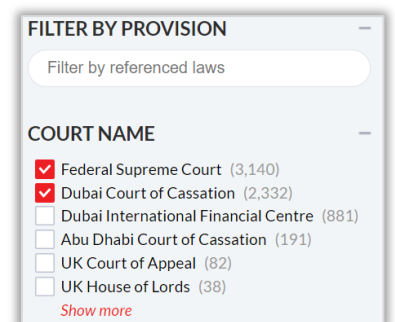 FILTER BY PROVISION
Filter by referenced laws
COURT NAME
Federal Supreme Court (3,140)
Dubai Court of Cassation (2,332)
Dubai International Financial Centre (881)
Abu Dhabi Court of Cassation (191)
UK Court of Appeal (82)
UK House of Lords (38)
Show more